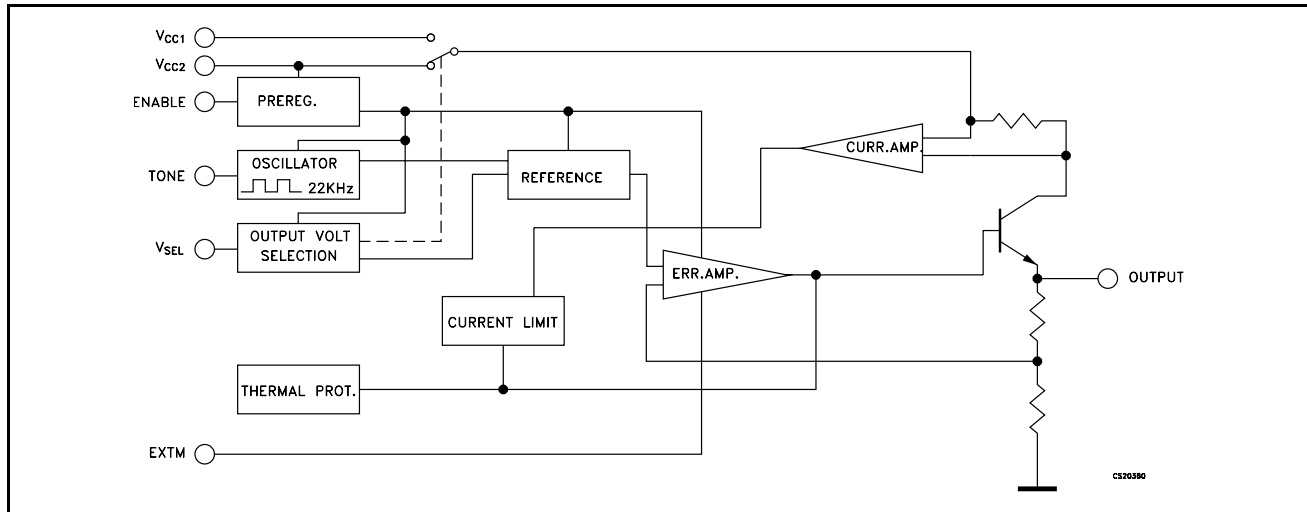 VCC1
VCC2
ENABLE
PREREG.
TONE
OSCILLATOR
22KHz
REFERENCE
CURR.AMP.
VSEL
OUTPUT VOLT
SELECTION
ERR.AMP.
OUTPUT
CURRENT LIMIT
THERMAL PROT.
EXTM
CS20380